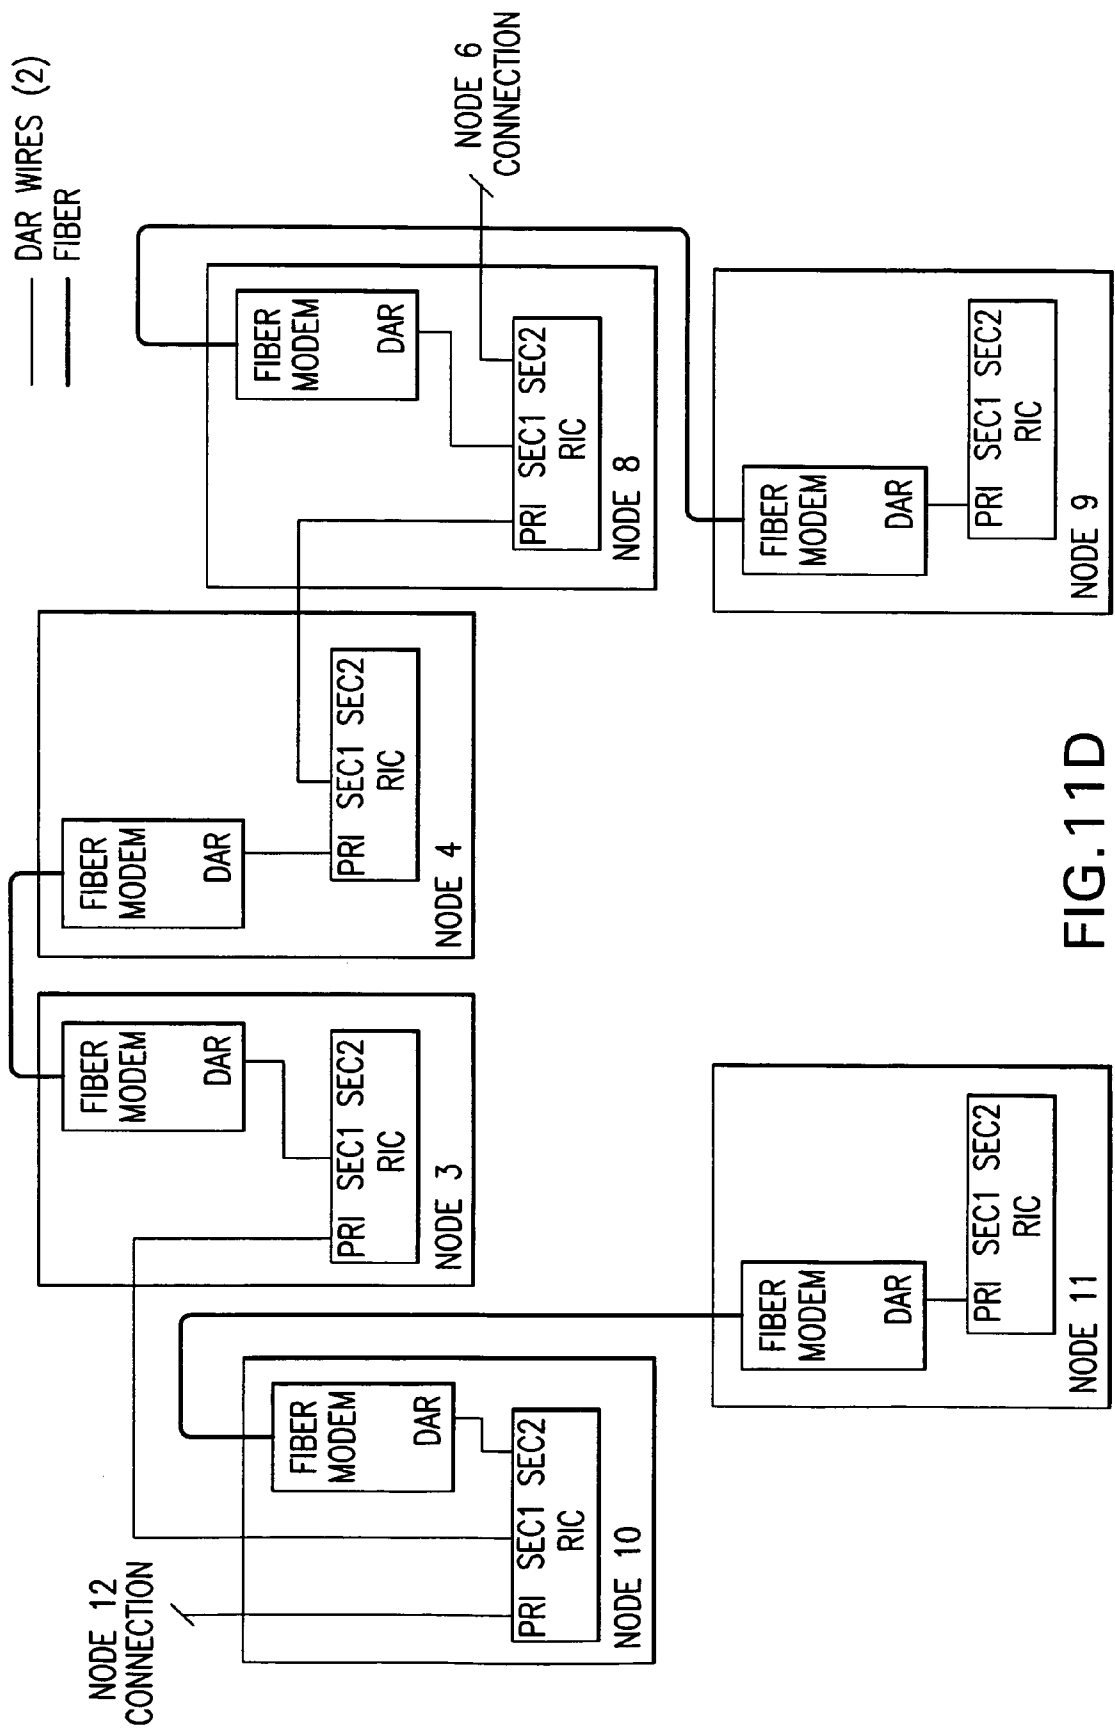 DAR WIRES (2)
FIBER
NODE 12
CONNECTION
FIBER
MODEM
DAR
PRI SEC1 SEC2
RIC
NODE 10
FIBER
MODEM
DAR
PRI SEC1 SEC2
RIC
NODE 3
FIBER
MODEM
DAR
PRI SEC1 SEC2
RIC
NODE 4
FIBER
MODEM
DAR
PRI SEC1 SEC2
RIC
NODE 8
NODE 6
CONNECTION
FIBER
MODEM
DAR
PRI SEC1 SEC2
RIC
NODE 11
FIBER
MODEM
DAR
PRI SEC1 SEC2
RIC
NODE 9
FIG.11D